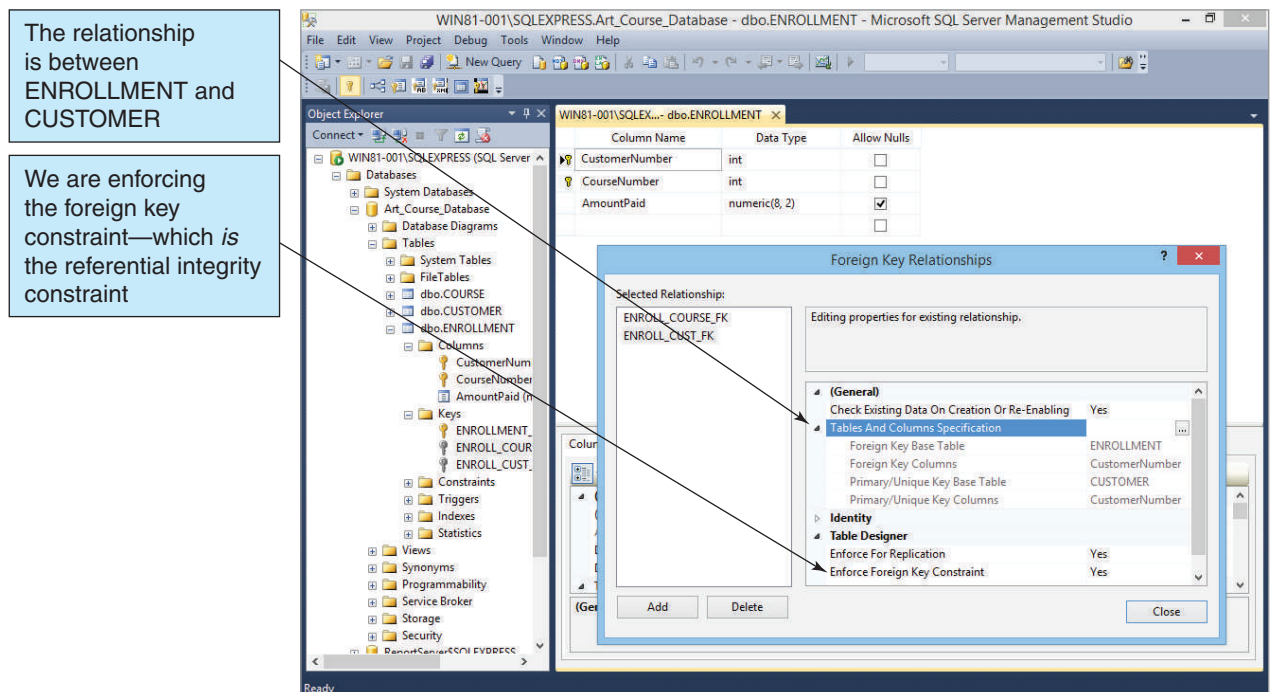 The relationship
is between
ENROLLMENT and
CUSTOMER
We are enforcing
the foreign key
constraint—which is
the referential integrity
constraint
WIN81-001\SQLEXPRESS.Art_Course_Database - dbo.ENROLLMENT - Microsoft SQL Server Management Studio
File Edit View Project Debug Tools Window Help
New Query
Object Explorer
Connect
WIN81-001\SQLEXPRESS (SQL Server
Databases
System Databases
Art_Course_Database
Database Diagrams
Tables
System Tables
FileTables
dbo.COURSE
dbo.CUSTOMER
dbo.ENROLLMENT
Columns
CustomerNum
CourseNumber
AmountPaid (n
Keys
ENROLLMENT_
ENROLL_COUR
ENROLL_CUST_
Constraints
Triggers
Indexes
Statistics
Views
Synonyms
Programmability
Service Broker
Storage
Security
ReportServer$SQLEXPRESS
WIN81-001\SQLEX...- dbo.ENROLLMENT
Column Name Data Type Allow Nulls
CustomerNumber int
CourseNumber int
AmountPaid numeric(8, 2)
Colur
(Ger
Foreign Key Relationships
Selected Relationship:
ENROLL_COURSE_FK
ENROLL_CUST_FK
Editing properties for existing relationship.
(General)
Check Existing Data On Creation Or Re-Enabling Yes
Tables And Columns Specification ...
Foreign Key Base Table ENROLLMENT
Foreign Key Columns CustomerNumber
Primary/Unique Key Base Table CUSTOMER
Primary/Unique Key Columns CustomerNumber
Identity
Table Designer
Enforce For Replication Yes
Enforce Foreign Key Constraint Yes
Add Delete
Close
Ready